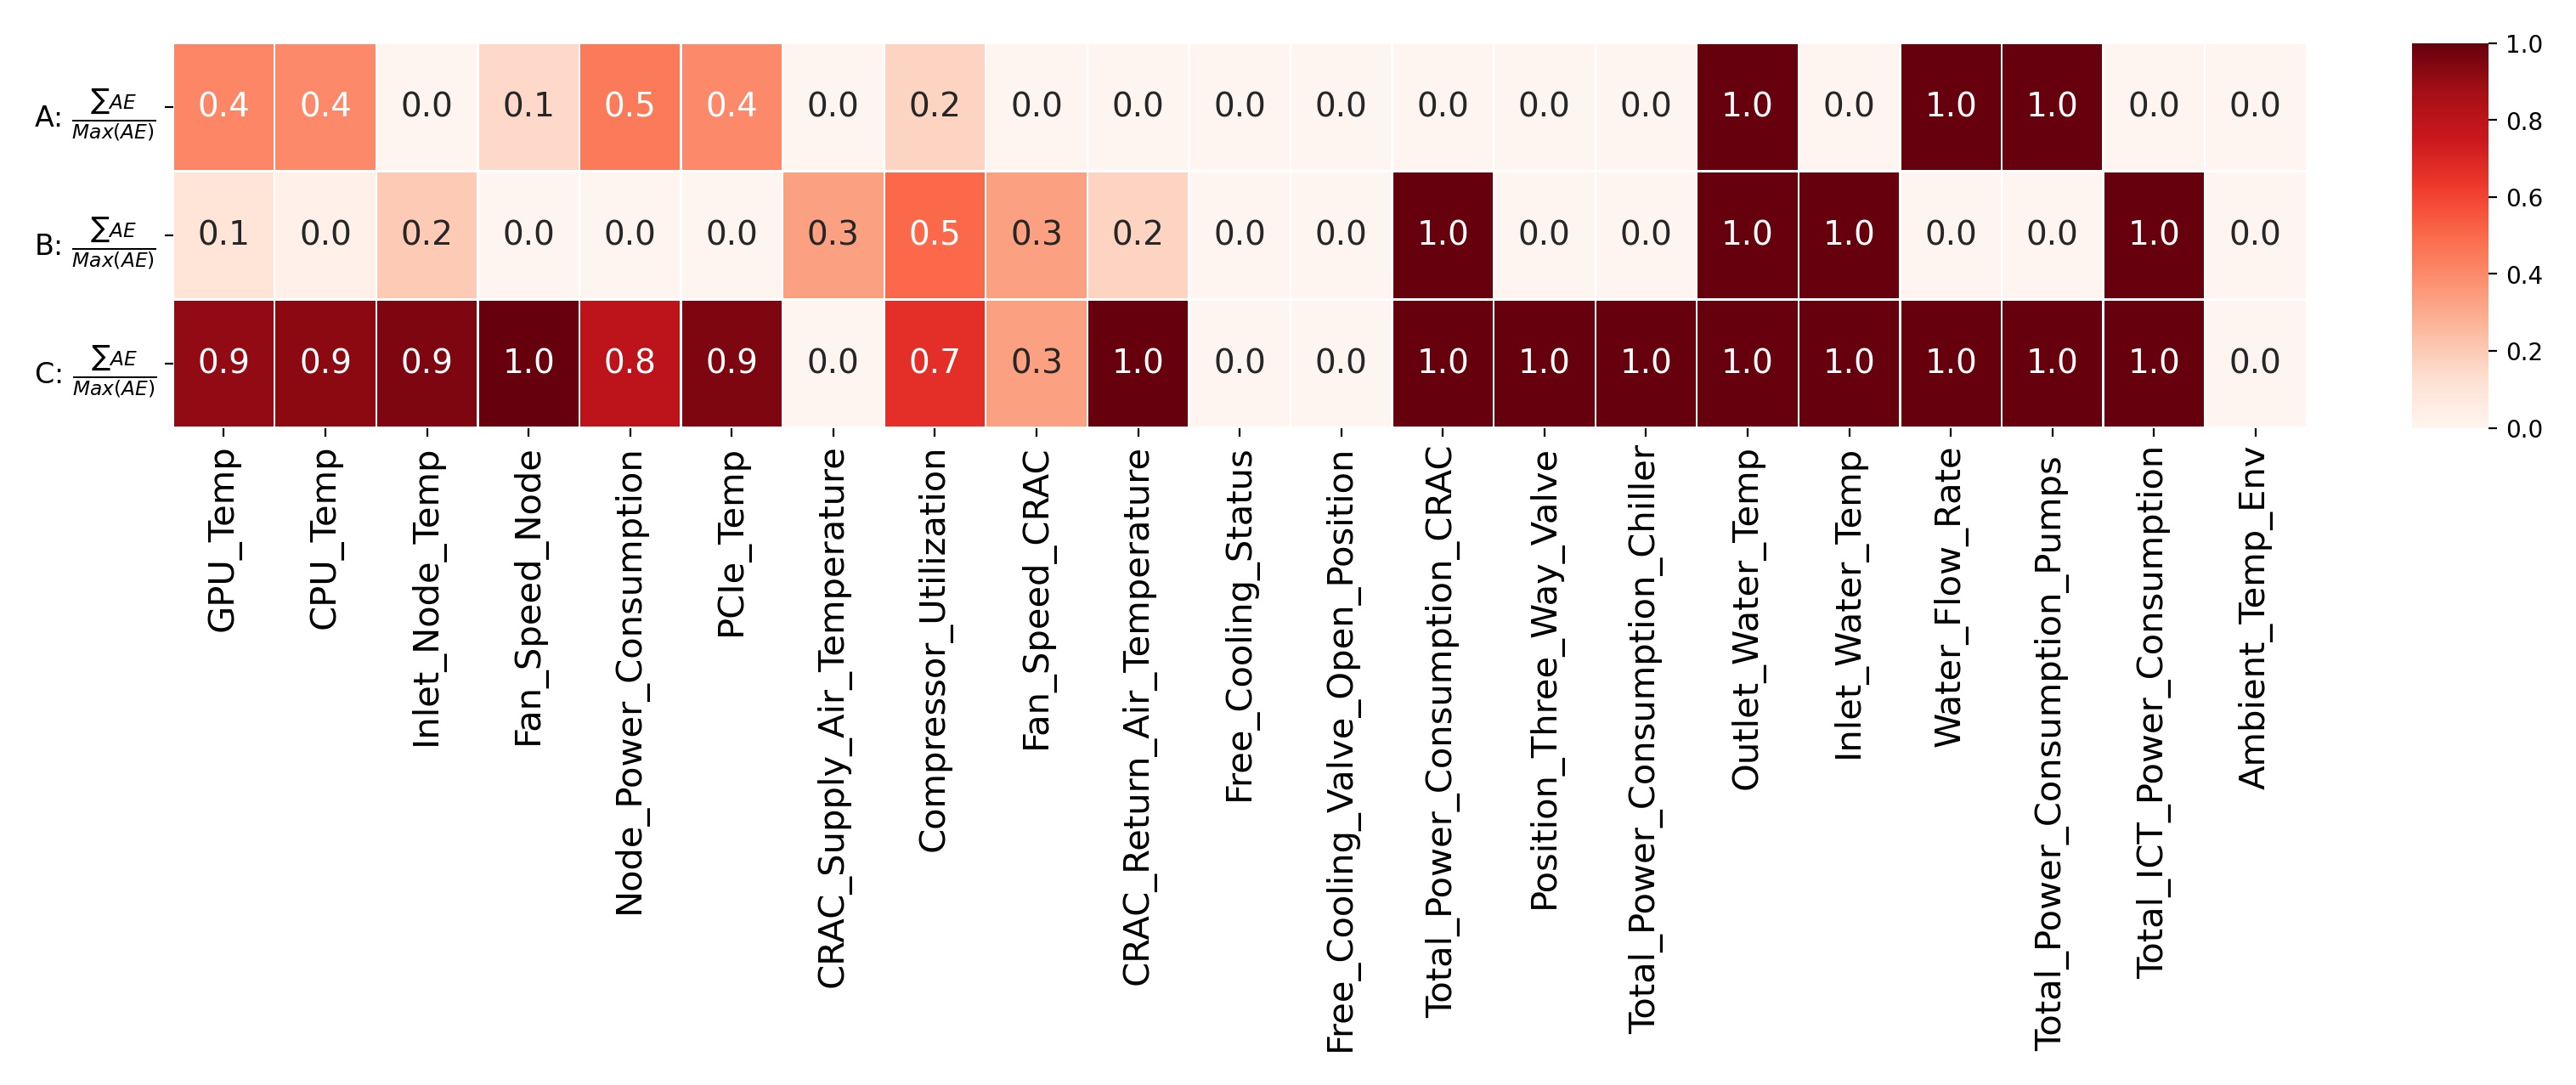 A: ∑AE / Max(AE) 0.4 0.4 0.0 0.1 0.5 0.4 0.0 0.2 0.0 0.0 0.0 0.0 0.0 0.0 0.0 1.0 0.0 1.0 1.0 0.0 0.0
B: ∑AE / Max(AE) 0.1 0.0 0.2 0.0 0.0 0.0 0.3 0.5 0.3 0.2 0.0 0.0 1.0 0.0 0.0 1.0 1.0 0.0 0.0 1.0 0.0
C: ∑AE / Max(AE) 0.9 0.9 0.9 1.0 0.8 0.9 0.0 0.7 0.3 1.0 0.0 0.0 1.0 1.0 1.0 1.0 1.0 1.0 1.0 1.0 0.0
GPU_Temp
CPU_Temp
Inlet_Node_Temp
Fan_Speed_Node
Node_Power_Consumption
PCIe_Temp
CRAC_Supply_Air_Temperature
Compressor_Utilization
Fan_Speed_CRAC
CRAC_Return_Air_Temperature
Free_Cooling_Status
Free_Cooling_Valve_Open_Position
Total_Power_Consumption_CRAC
Position_Three_Way_Valve
Total_Power_Consumption_Chiller
Outlet_Water_Temp
Inlet_Water_Temp
Water_Flow_Rate
Total_Power_Consumption_Pumps
Total_ICT_Power_Consumption
Ambient_Temp_Env
1.0
0.8
0.6
0.4
0.2
0.0